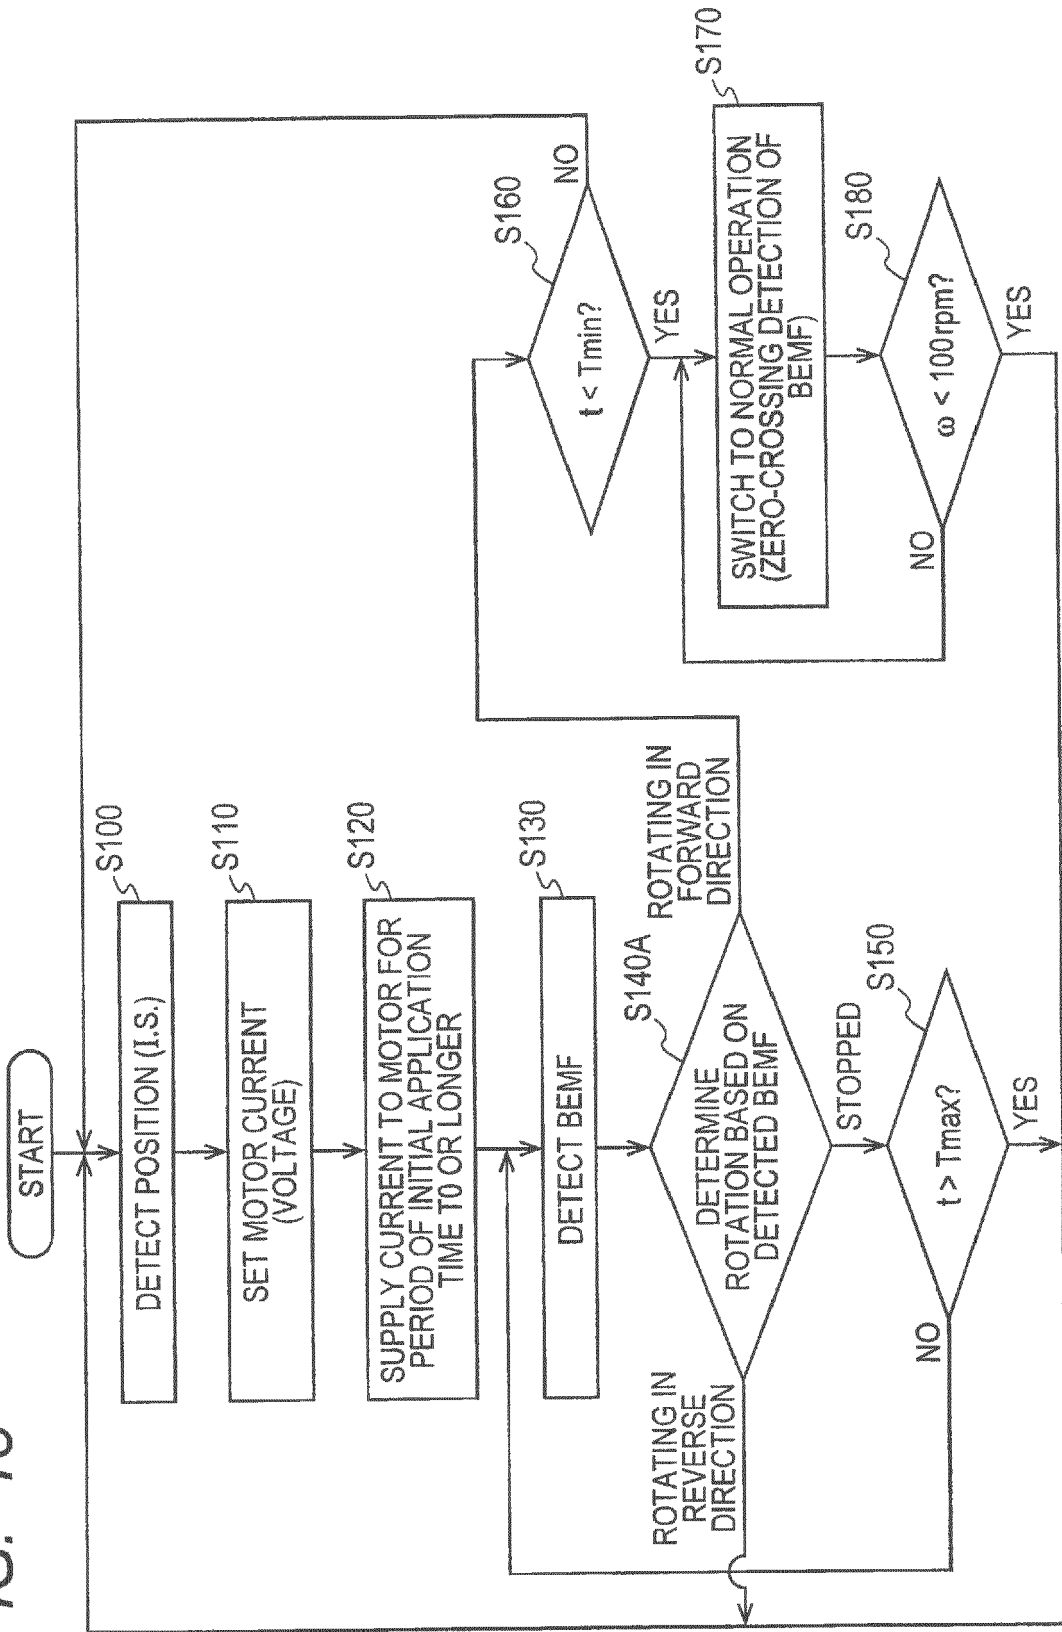 START
DETECT POSITION (I.S.)
S100
SET MOTOR CURRENT
(VOLTAGE)
S110
SUPPLY CURRENT TO MOTOR FOR
PERIOD OF INITIAL APPLICATION
TIME T0 OR LONGER
S120
DETECT BEMF
S130
DETERMINE
ROTATION BASED ON
DETECTED BEMF
S140A
ROTATING IN
REVERSE
DIRECTION
ROTATING IN
FORWARD
DIRECTION
STOPPED
t > Tmax?
S150
NO
YES
t < Tmin?
S160
NO
YES
SWITCH TO NORMAL OPERATION
(ZERO-CROSSING DETECTION OF
BEMF)
S170
ω < 100rpm?
S180
NO
YES